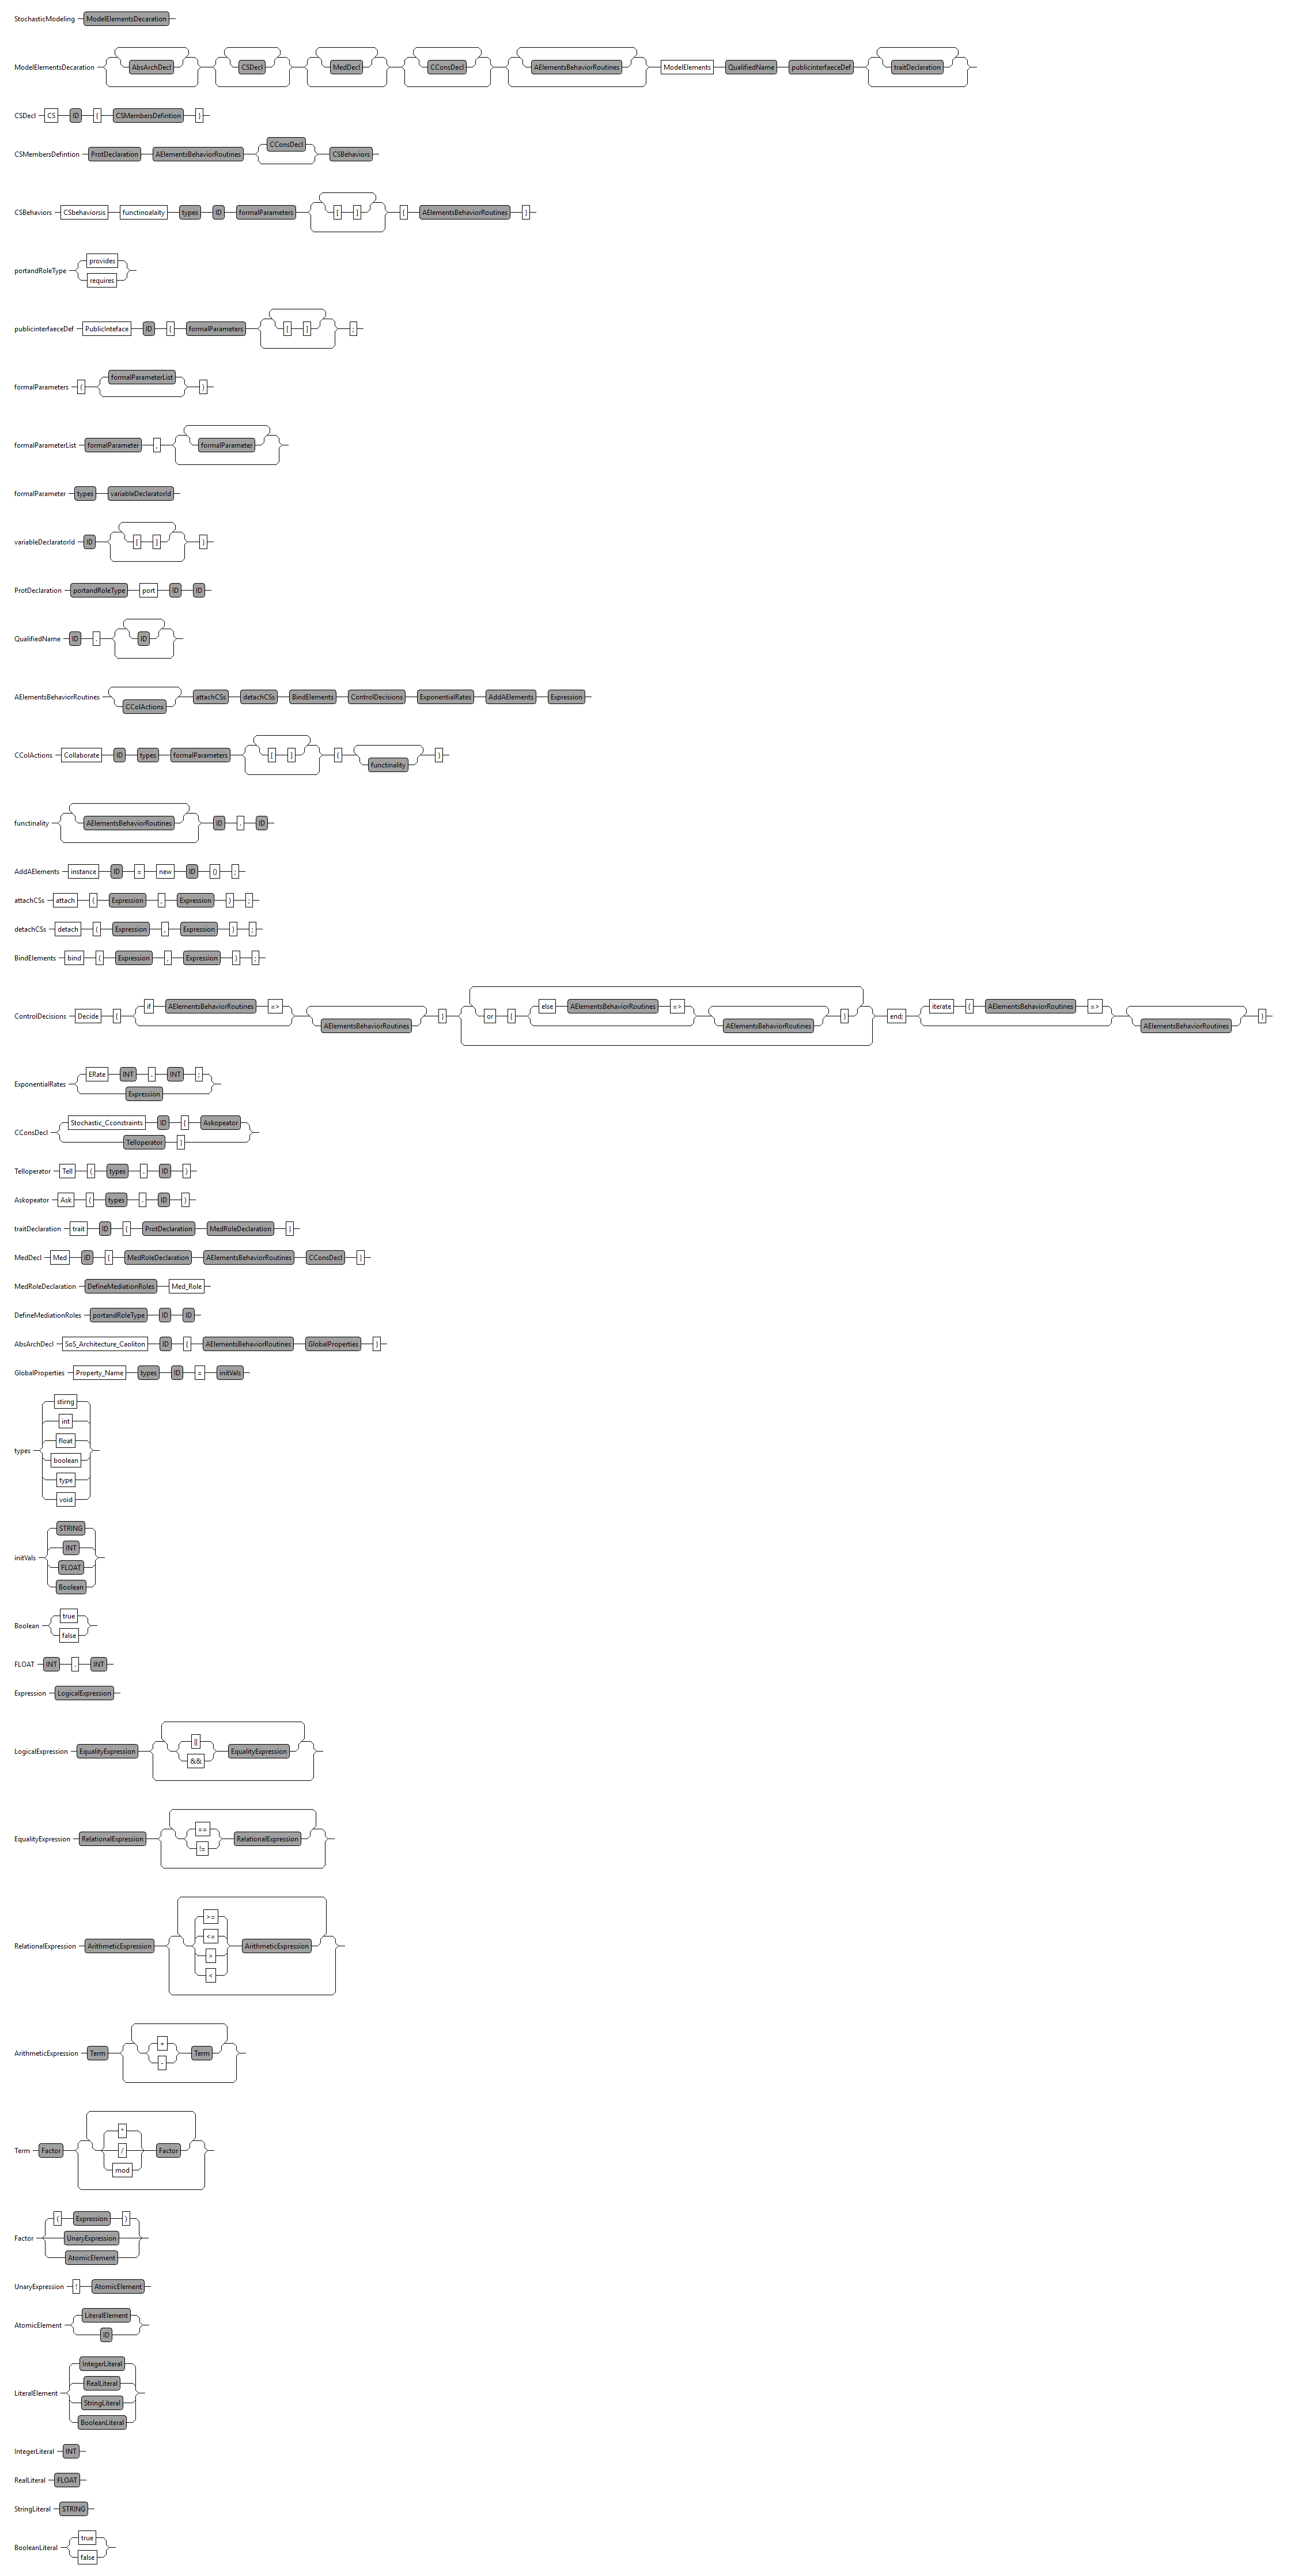 StochasticModeling ModelElementsDecaration
ModelElementsDecaration AbsArchDecl CSDecl MedDecl CConsDecl AElementsBehaviorRoutines ModelElements QualifiedName publicinterfaeceDef traitDeclaration
CSDecl CS ID { CSMembersDefintion }
CSMembersDefintion ProtDeclaration AElementsBehaviorRoutines CConsDecl CSBehaviors
CSBehaviors CSbehaviorsis functinoalaity types ID formalParameters [ ] { AElementsBehaviorRoutines }
provides
portandRoleType
requires
publicinterfaeceDef PublicInteface ID { formalParameters [ ] ;
formalParameters ( formalParameterList )
formalParameterList formalParameter , formalParameter
formalParameter types variableDeclaratorId
variableDeclaratorId ID [ ] }
ProtDeclaration portandRoleType port ID ID
QualifiedName ID . ID
AElementsBehaviorRoutines CColActions attachCSs detachCSs BindElements ControlDecisions ExponentialRates AddAElements Expression
CColActions Collaborate ID types formalParameters [ ] { functinality }
functinality AElementsBehaviorRoutines ID . ID
AddAElements instance ID = new ID () ;
attachCSs attach ( Expression , Expression ) ;
detachCSs detach ( Expression , Expression ) ;
BindElements bind ( Expression , Expression ) ;
ControlDecisions Decide { if AElementsBehaviorRoutines => AElementsBehaviorRoutines } or { else AElementsBehaviorRoutines => AElementsBehaviorRoutines } end; iterate { AElementsBehaviorRoutines => AElementsBehaviorRoutines }
ERate INT . INT ;
ExponentialRates
Expression
Stochastic_Cconstraints ID { Askopeator
CConsDecl
Telloperator }
Telloperator Tell ( types . ID )
Askopeator Ask ( types . ID )
traitDeclaration trait ID { ProtDeclaration MedRoleDeclaration }
MedDecl Med ID { MedRoleDeclaration AElementsBehaviorRoutines CConsDecl }
MedRoleDeclaration DefineMediationRoles Med_Role
DefineMediationRoles portandRoleType ID ID
AbsArchDecl SoS_Architecture_Caoliton ID { AElementsBehaviorRoutines GlobalProperties }
GlobalProperties Property_Name types ID = initVals
stirng
int
float
types
boolean
type
void
STRING
INT
initVals
FLOAT
Boolean
true
Boolean
false
FLOAT INT . INT
Expression LogicalExpression
||
LogicalExpression EqualityExpression EqualityExpression
&&
==
EqualityExpression RelationalExpression RelationalExpression
!=
>=
<=
RelationalExpression ArithmeticExpression ArithmeticExpression
>
<
+
ArithmeticExpression Term Term
-
*
Term Factor / Factor
mod
( Expression )
Factor UnaryExpression
AtomicElement
UnaryExpression ! AtomicElement
LiteralElement
AtomicElement
ID
IntegerLiteral
RealLiteral
LiteralElement
StringLiteral
BooleanLiteral
IntegerLiteral INT
RealLiteral FLOAT
StringLiteral STRING
true
BooleanLiteral
false